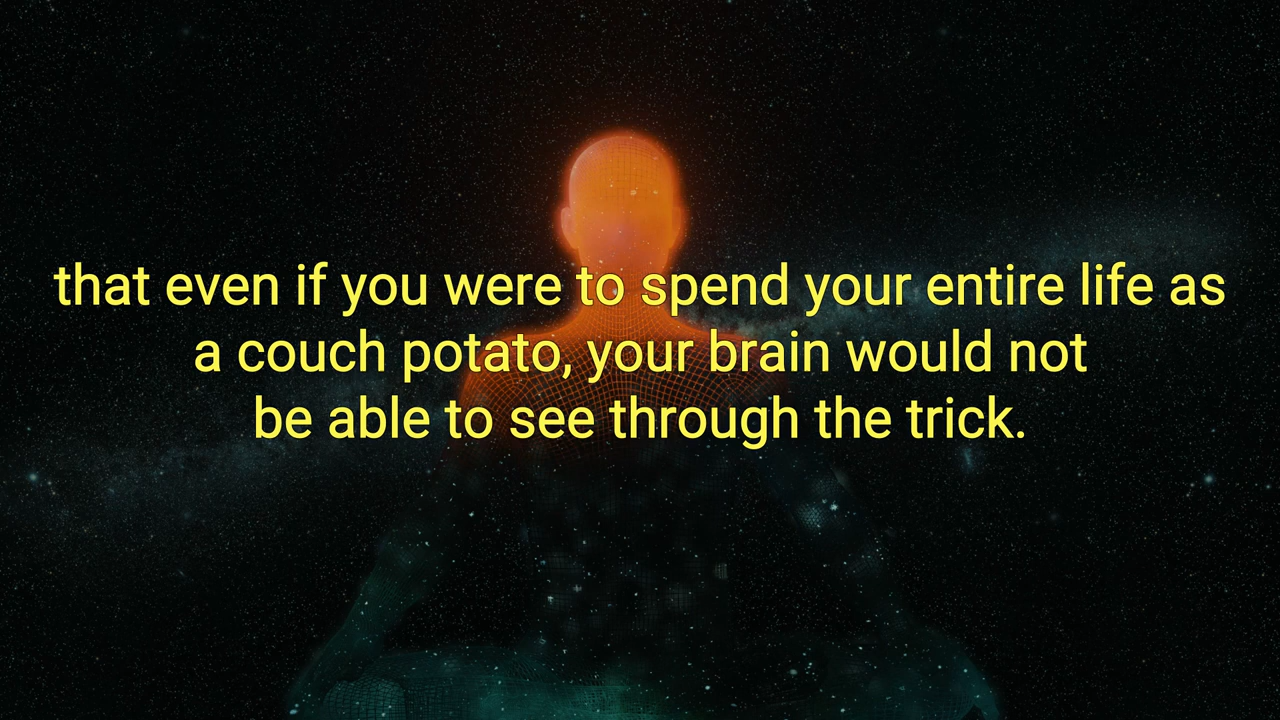 that even if you were to spend your entire life as
a couch potato, your brain would not
be able to see through the trick.